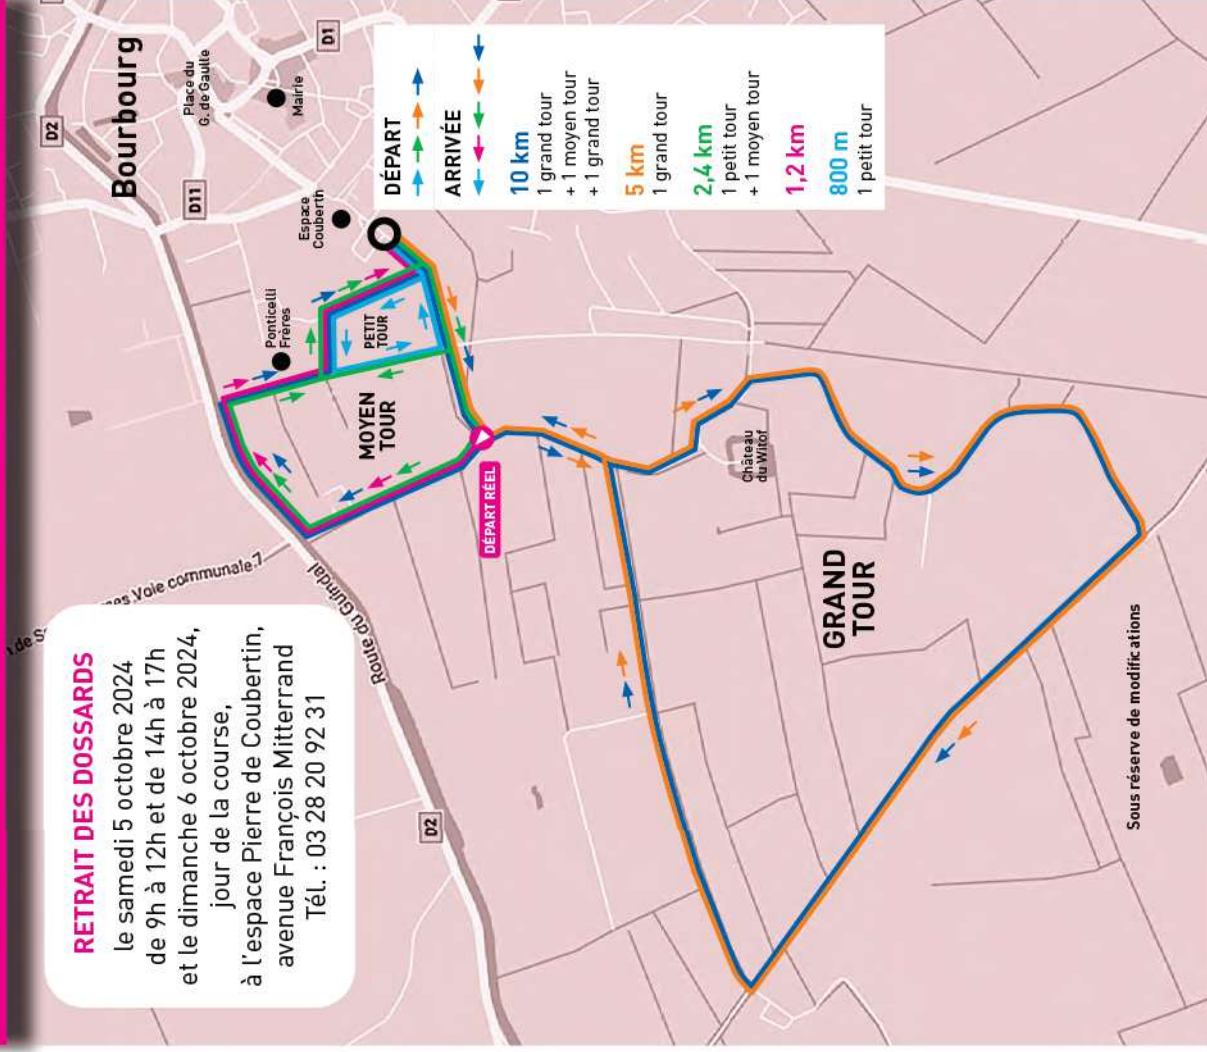 RETRAIT DES DOSSARDS
le samedi 5 octobre 2024
de 9h à 12h et de 14h à 17h
et le dimanche 6 octobre 2024,
jour de la course,
à l'espace Pierre de Coubertin,
avenue François Mitterrand
Tél. : 03 28 20 92 31
Voie communale 7
Route du Guindal
D2
D2
Bourbourg
D11
Place du
G. de Gaulle
Mairie
D1
Espace
Couberth
Ponticelli
Frères
PETIT
TOUR
MOYEN
TOUR
DÉPART RÉEL
Château
du Witof
GRAND
TOUR
DÉPART
ARRIVÉE
10 km
1 grand tour
+ 1 moyen tour
+ 1 grand tour
5 km
1 grand tour
2,4 km
1 petit tour
+ 1 moyen tour
1,2 km
800 m
1 petit tour
Sous réserve de modifications